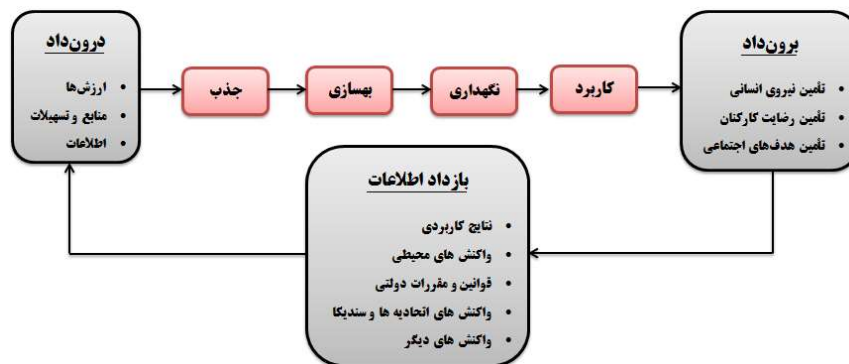 درون‌داد
• ارزش‌ها
• منابع و تسهیلات
• اطلاعات
جذب
بهسازی
نگهداری
کاربرد
برون‌داد
• تأمین نیروی انسانی
• تأمین رضایت کارکنان
• تأمین هدف‌های اجتماعی
بازداد اطلاعات
• نتایج کاربردی
• واکنش های محیطی
• قوانین و مقررات دولتی
• واکنش های اتحادیه ها و سندیکا
• واکنش های دیگر